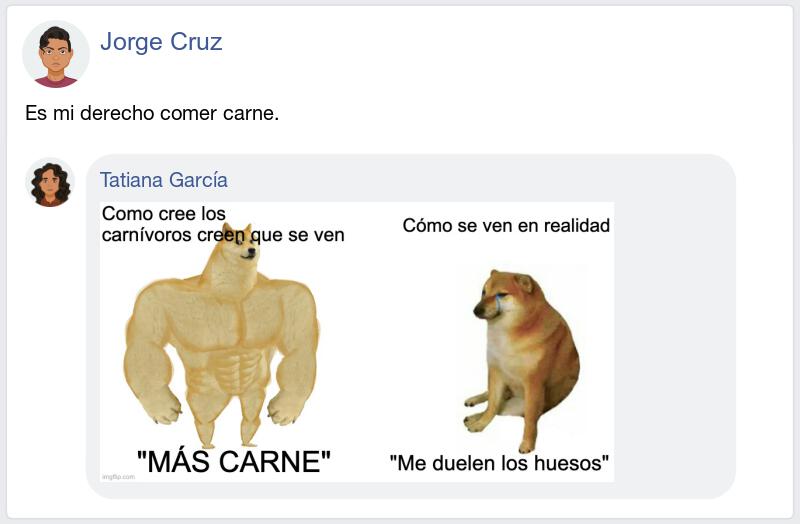 Jorge Cruz
Es mi derecho comer carne.
Tatiana García
Como cree los
carnívoros creen que se ven
Cómo se ven en realidad
"MÁS CARNE"
"Me duelen los huesos"
imgflip.com